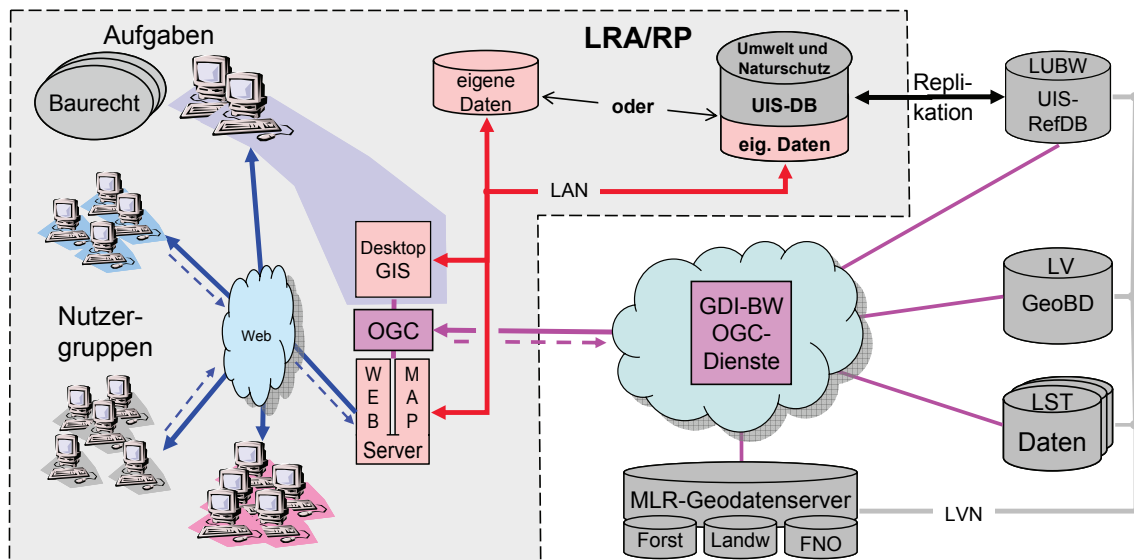 Aufgaben
Baurecht
LRA/RP
eigene
Daten
oder
Umwelt und
Naturschutz
UIS-DB
eig. Daten
Repli-
kation
LUBW
UIS-
RefDB
LAN
Desktop
GIS
OGC
Web
Nutzer-
gruppen
WEB
MAP
Server
GDI-BW
OGC-
Dienste
LV
GeoBD
LST
Daten
MLR-Geodatenserver
Forst
Landw
FNO
LVN